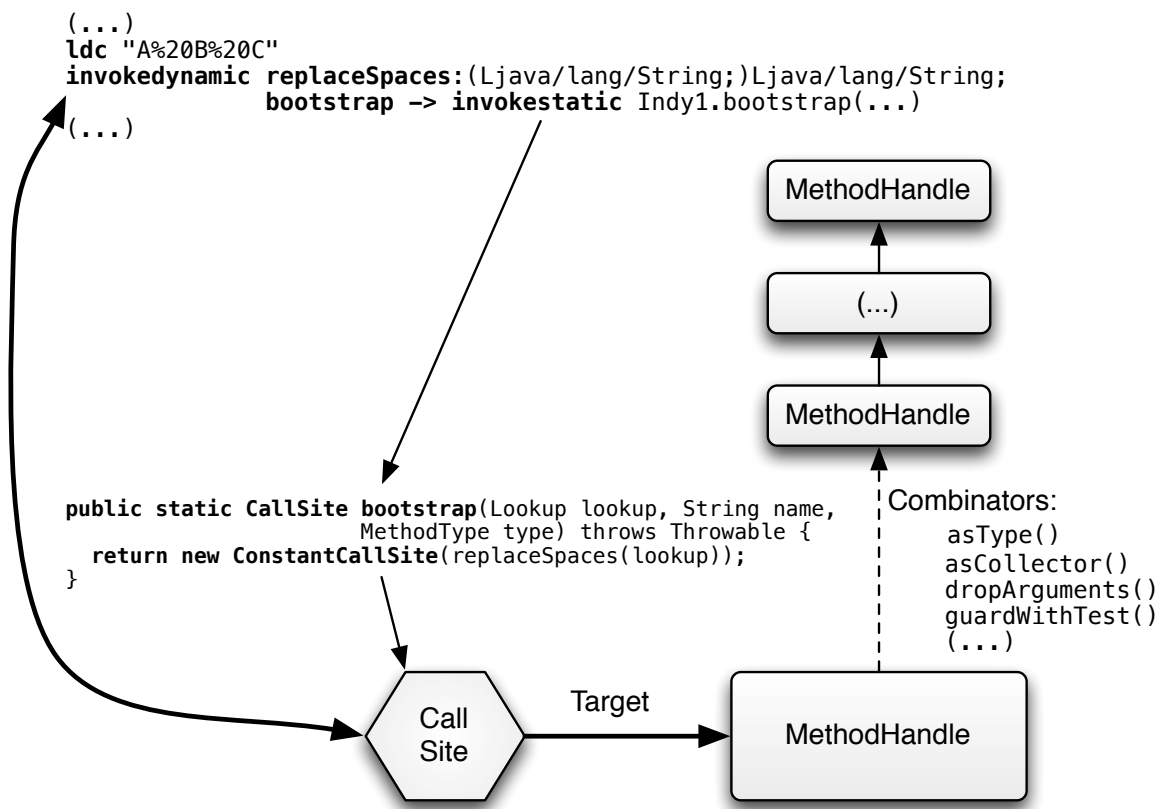 (...)
ldc "A%20B%20C"
invokedynamic replaceSpaces:(Ljava/lang/String;)Ljava/lang/String;
bootstrap –> invokestatic Indy1.bootstrap(...)
(...)
MethodHandle
(...)
MethodHandle
public static CallSite bootstrap(Lookup lookup, String name,
MethodType type) throws Throwable {
return new ConstantCallSite(replaceSpaces(lookup));
}
Combinators:
asType()
asCollector()
dropArguments()
guardWithTest()
(...)
Call
Site
Target
MethodHandle